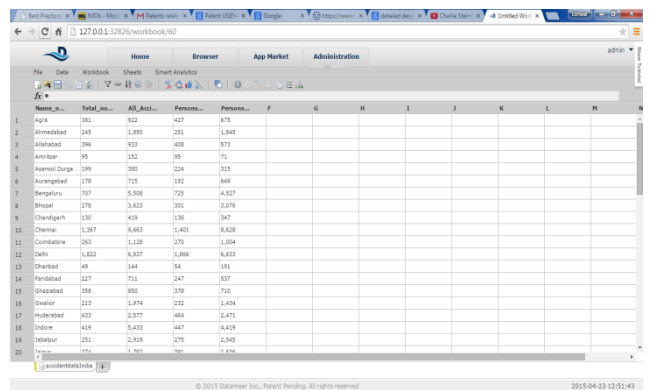 Best Practice
IMDb - Movi
M Patents relat
Patent US854
Google
https://www.
detailed desc
Charlie Stein
Untitled Worl
127.0.0.1:32826/workbook/60
Home Browser App Market Administration
admin
Show Tutorial
File Data Workbook Sheets Smart Analytics
fx =
Name_o... Total_nu... All_Acci... Persons... Persons... F G H I J K L M N
1 Agra 381 922 427 675
2 Ahmedabad 245 1,850 251 1,845
3 Allahabad 396 933 408 573
4 Amritsar 95 152 95 71
5 Asansol Durga... 199 380 224 315
6 Aurangabad 178 715 192 649
7 Bengaluru 707 5,508 725 4,527
8 Bhopal 278 3,623 301 3,076
9 Chandigarh 130 419 136 347
10 Chennai 1,367 9,663 1,401 8,628
11 Coimbatore 263 1,128 270 1,004
12 Delhi 1,822 6,937 1,866 6,633
13 Dhanbad 49 144 54 191
14 Faridabad 227 711 247 537
15 Ghaziabad 358 850 378 710
16 Gwalior 213 1,974 232 1,434
17 Hyderabad 433 2,577 464 2,471
18 Indore 419 5,433 447 4,419
19 Jabalpur 251 2,919 275 2,545
20
accidentdataIndia +
© 2015 Datameer Inc., Patent Pending. All rights reserved
2015-04-23 12:51:43